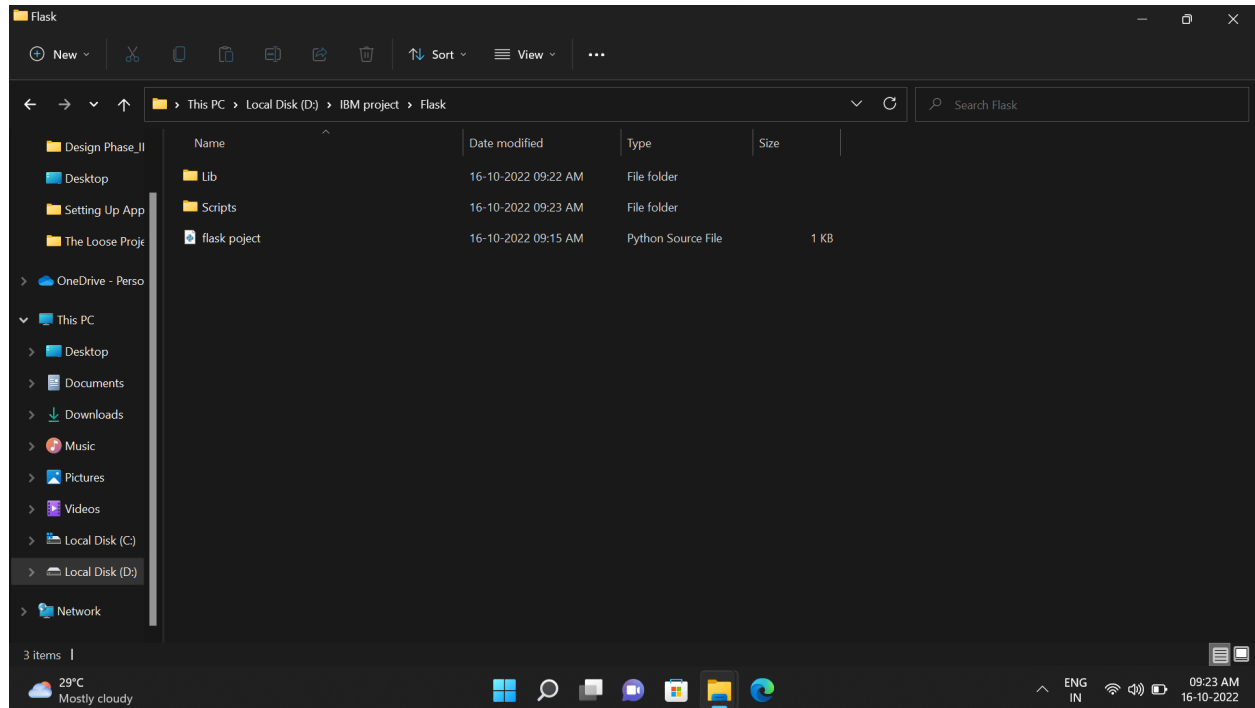 Flask
New
Sort
View
This PC > Local Disk (D:) > IBM project > Flask
Search Flask
Name Date modified Type Size
Lib 16-10-2022 09:22 AM File folder
Scripts 16-10-2022 09:23 AM File folder
flask poject 16-10-2022 09:15 AM Python Source File 1 KB
Design Phase_II
Desktop
Setting Up App
The Loose Proje
OneDrive - Perso
This PC
Desktop
Documents
Downloads
Music
Pictures
Videos
Local Disk (C:)
Local Disk (D:)
Network
3 items
29°C
Mostly cloudy
ENG
IN
09:23 AM
16-10-2022